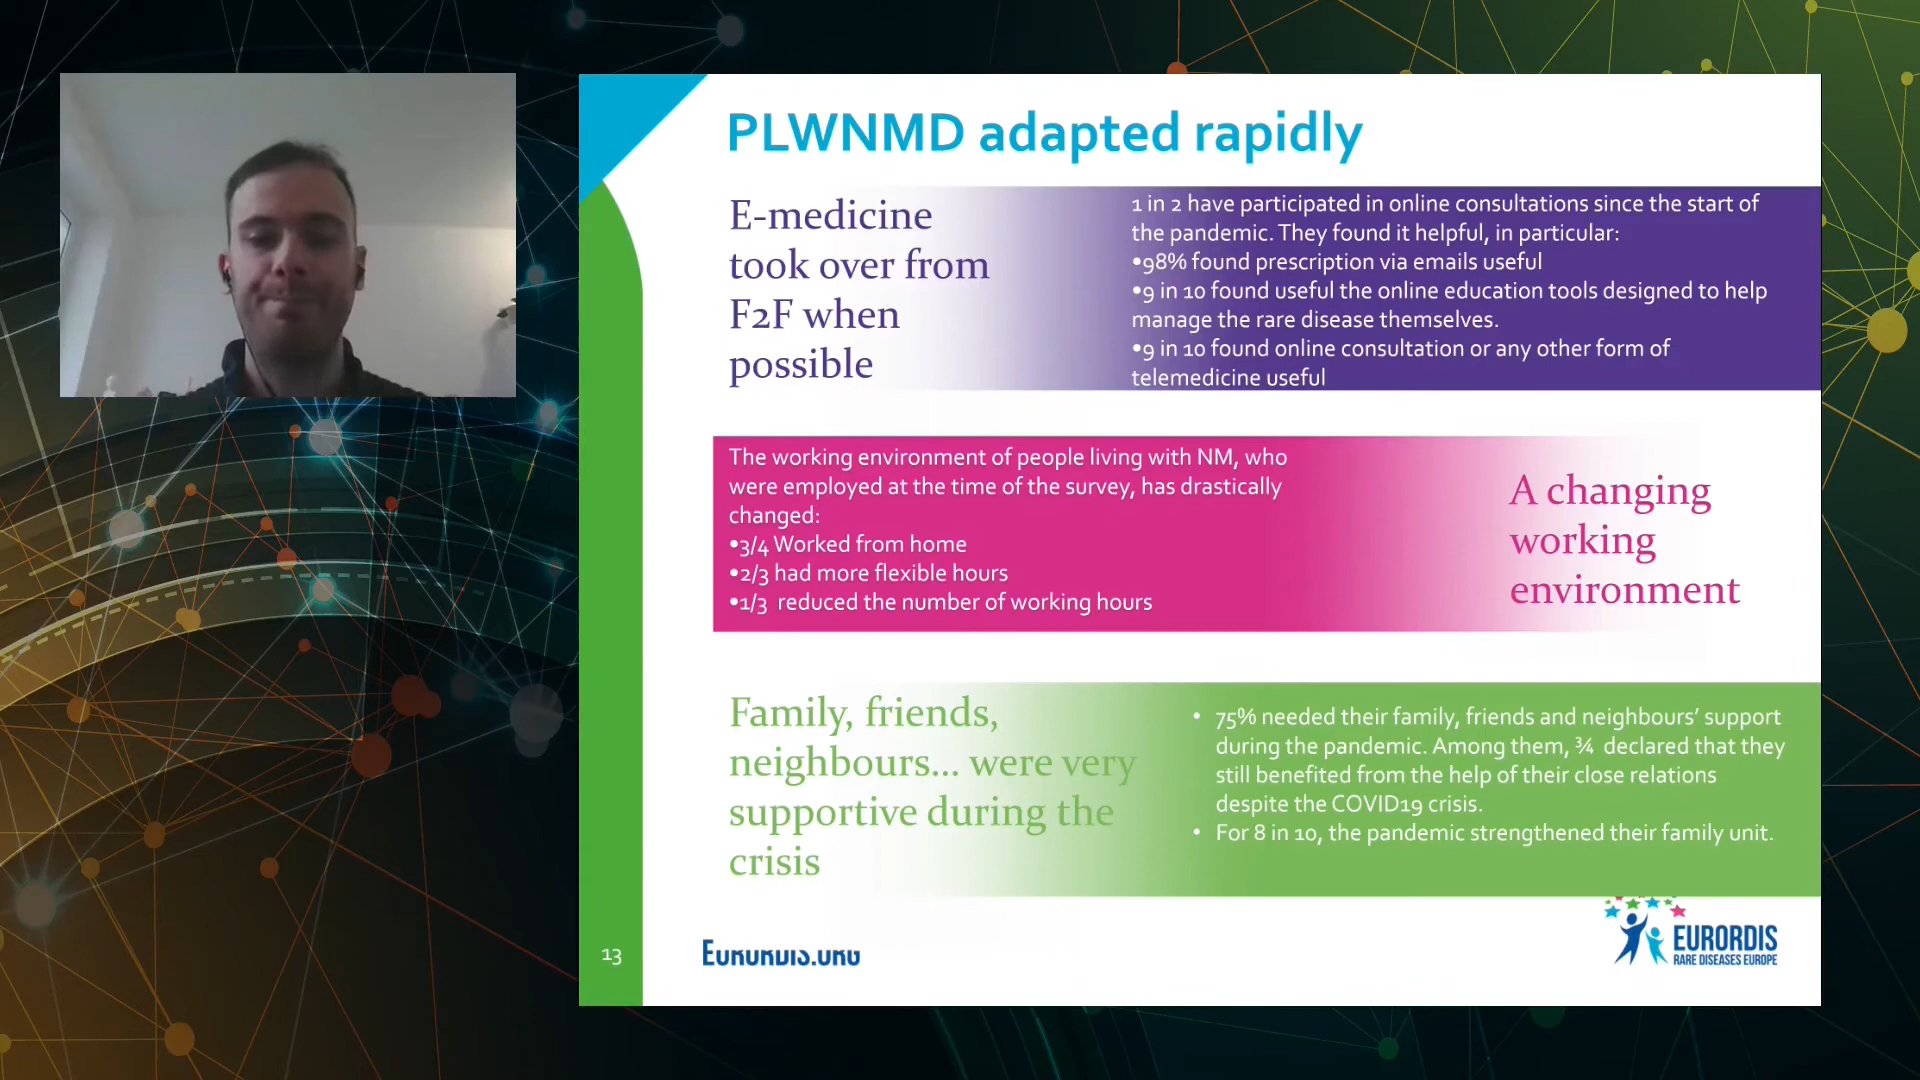 PLWNMD adapted rapidly
E-medicine
took over from
F2F when
possible
1 in 2 have participated in online consultations since the start of
the pandemic. They found it helpful, in particular:
•98% found prescription via emails useful
•9 in 10 found useful the online education tools designed to help
manage the rare disease themselves.
•9 in 10 found online consultation or any other form of
telemedicine useful
The working environment of people living with NM, who
were employed at the time of the survey, has drastically
changed:
•3/4 Worked from home
•2/3 had more flexible hours
•1/3 reduced the number of working hours
A changing
working
environment
Family, friends,
neighbours... were very
supportive during the
crisis
• 75% needed their family, friends and neighbours' support
during the pandemic. Among them, ¾ declared that they
still benefited from the help of their close relations
despite the COVID19 crisis.
• For 8 in 10, the pandemic strengthened their family unit.
13
EURORDIS.ORG
EURORDIS
RARE DISEASES EUROPE